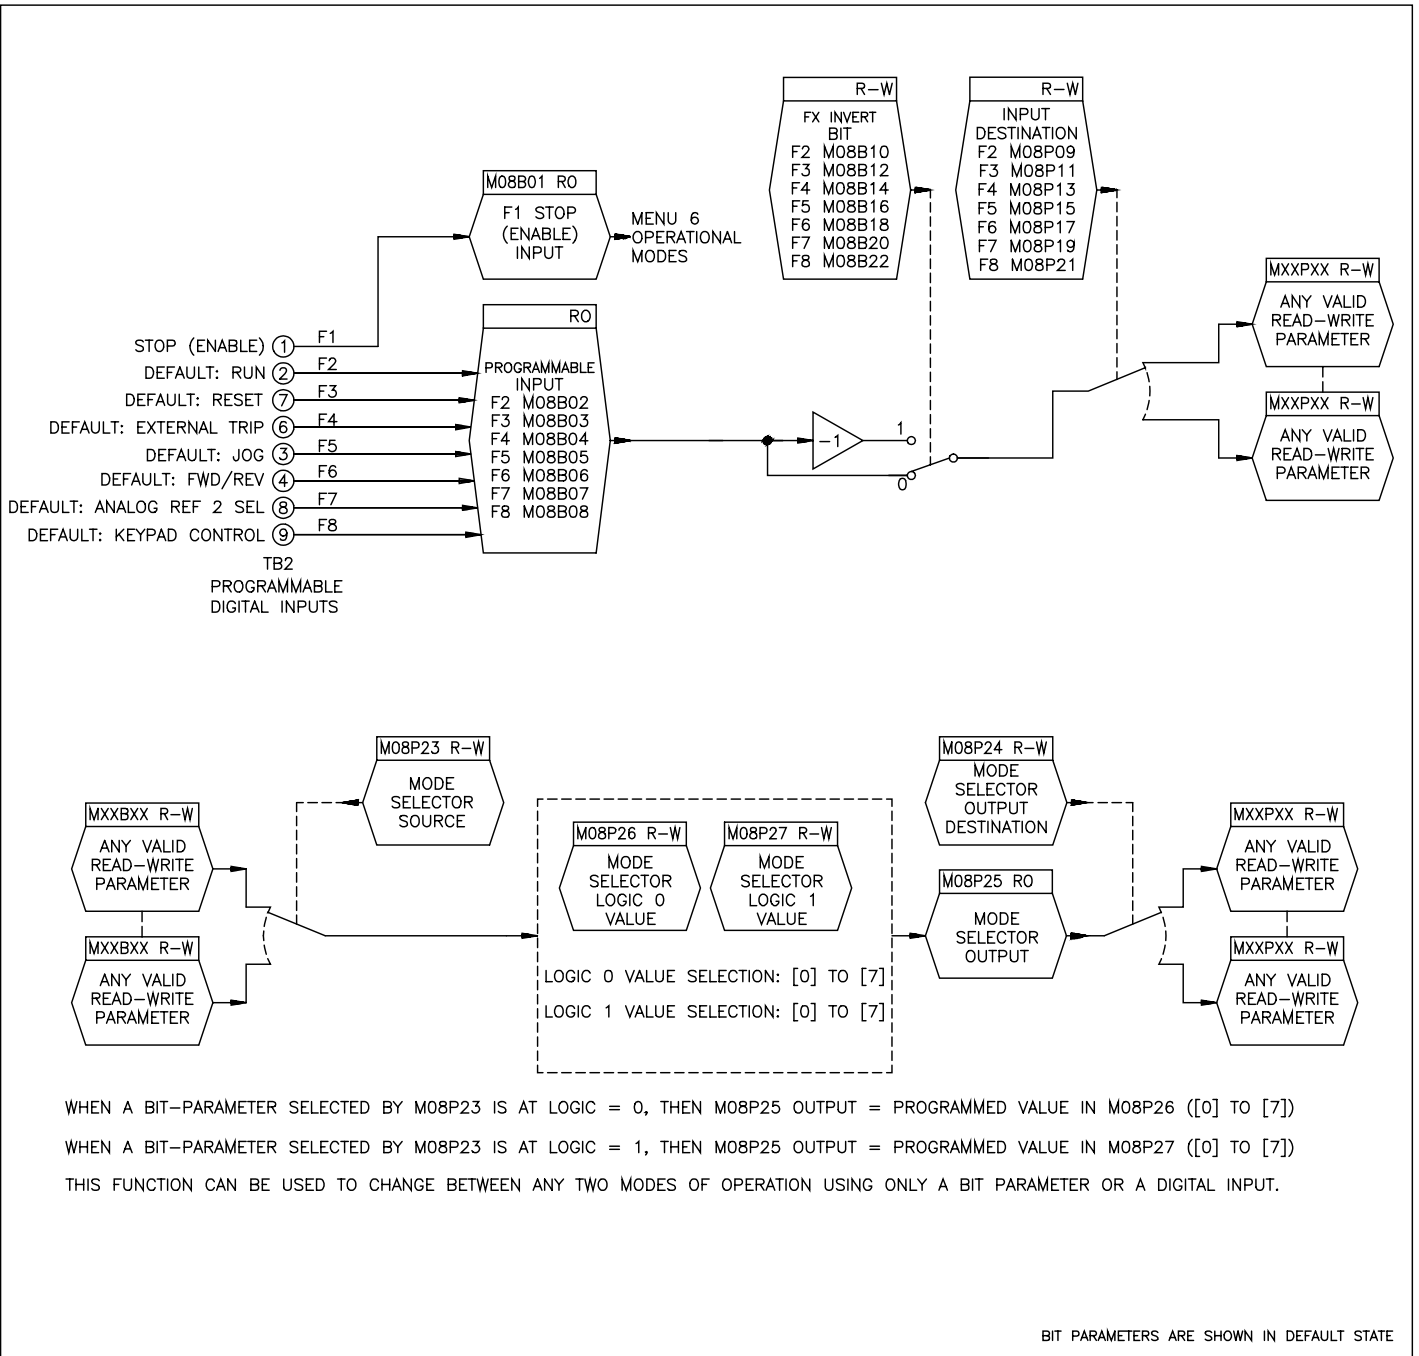 R-W
FX INVERT
BIT
F2 M08B10
F3 M08B12
F4 M08B14
F5 M08B16
F6 M08B18
F7 M08B20
F8 M08B22
R-W
INPUT
DESTINATION
F2 M08P09
F3 M08P11
F4 M08P13
F5 M08P15
F6 M08P17
F7 M08P19
F8 M08P21
M08B01 RO
F1 STOP
(ENABLE)
INPUT
MENU 6
OPERATIONAL
MODES
MXXPXX R-W
ANY VALID
READ-WRITE
PARAMETER
MXXPXX R-W
ANY VALID
READ-WRITE
PARAMETER
STOP (ENABLE) 1 F1
DEFAULT: RUN 2 F2
DEFAULT: RESET 7 F3
DEFAULT: EXTERNAL TRIP 6 F4
DEFAULT: JOG 3 F5
DEFAULT: FWD/REV 4 F6
DEFAULT: ANALOG REF 2 SEL 8 F7
DEFAULT: KEYPAD CONTROL 9 F8
TB2
PROGRAMMABLE
DIGITAL INPUTS
RO
PROGRAMMABLE
INPUT
F2 M08B02
F3 M08B03
F4 M08B04
F5 M08B05
F6 M08B06
F7 M08B07
F8 M08B08
-1
1
0
M08P23 R-W
MODE
SELECTOR
SOURCE
MXXBXX R-W
ANY VALID
READ-WRITE
PARAMETER
MXXBXX R-W
ANY VALID
READ-WRITE
PARAMETER
M08P26 R-W
MODE
SELECTOR
LOGIC 0
VALUE
M08P27 R-W
MODE
SELECTOR
LOGIC 1
VALUE
LOGIC 0 VALUE SELECTION: [0] TO [7]
LOGIC 1 VALUE SELECTION: [0] TO [7]
M08P24 R-W
MODE
SELECTOR
OUTPUT
DESTINATION
M08P25 RO
MODE
SELECTOR
OUTPUT
MXXPXX R-W
ANY VALID
READ-WRITE
PARAMETER
MXXPXX R-W
ANY VALID
READ-WRITE
PARAMETER
WHEN A BIT-PARAMETER SELECTED BY M08P23 IS AT LOGIC = 0, THEN M08P25 OUTPUT = PROGRAMMED VALUE IN M08P26 ([0] TO [7])
WHEN A BIT-PARAMETER SELECTED BY M08P23 IS AT LOGIC = 1, THEN M08P25 OUTPUT = PROGRAMMED VALUE IN M08P27 ([0] TO [7])
THIS FUNCTION CAN BE USED TO CHANGE BETWEEN ANY TWO MODES OF OPERATION USING ONLY A BIT PARAMETER OR A DIGITAL INPUT.
BIT PARAMETERS ARE SHOWN IN DEFAULT STATE